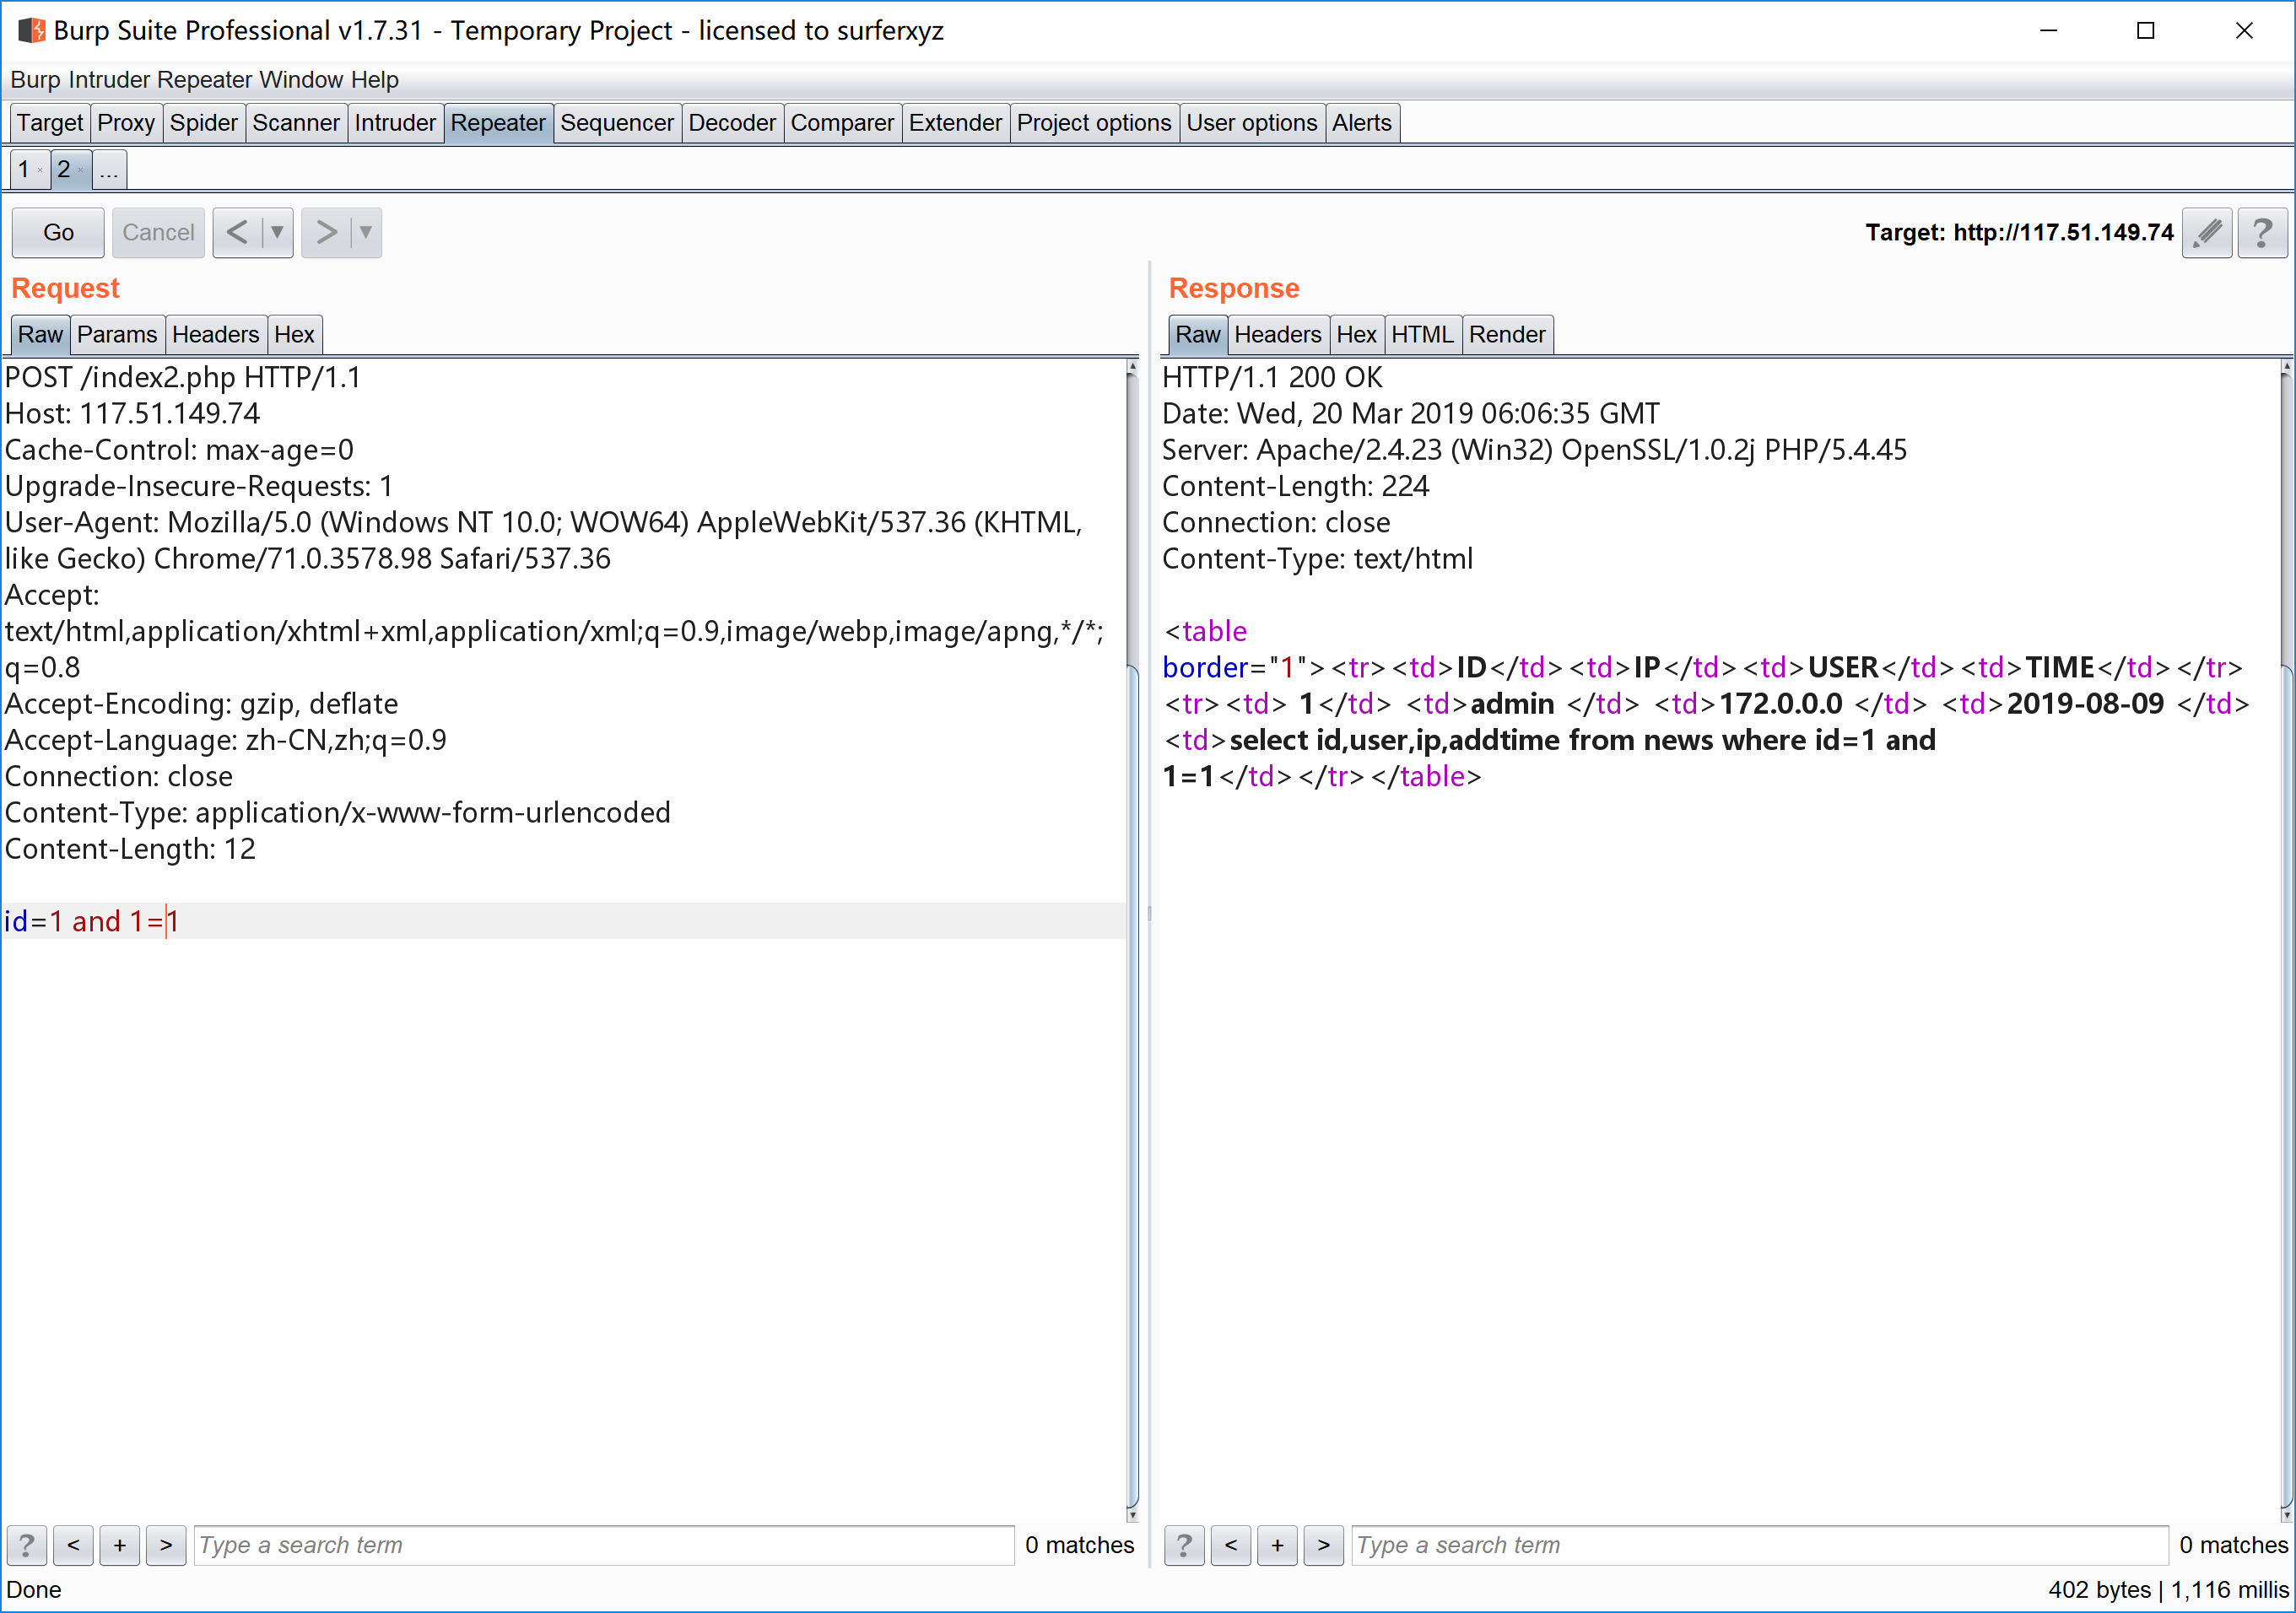 Burp Suite Professional v1.7.31 - Temporary Project - licensed to surferxyz
Burp Intruder Repeater Window Help
Target Proxy Spider Scanner Intruder Repeater Sequencer Decoder Comparer Extender Project options User options Alerts
1 × 2 × ...
Go Cancel < ▼ > ▼ Target: http://117.51.149.74 ?
Request
Raw Params Headers Hex
POST /index2.php HTTP/1.1
Host: 117.51.149.74
Cache-Control: max-age=0
Upgrade-Insecure-Requests: 1
User-Agent: Mozilla/5.0 (Windows NT 10.0; WOW64) AppleWebKit/537.36 (KHTML,
like Gecko) Chrome/71.0.3578.98 Safari/537.36
Accept:
text/html,application/xhtml+xml,application/xml;q=0.9,image/webp,image/apng,*/*;
q=0.8
Accept-Encoding: gzip, deflate
Accept-Language: zh-CN,zh;q=0.9
Connection: close
Content-Type: application/x-www-form-urlencoded
Content-Length: 12
id=1 and 1=1
? < + > Type a search term 0 matches
Response
Raw Headers Hex HTML Render
HTTP/1.1 200 OK
Date: Wed, 20 Mar 2019 06:06:35 GMT
Server: Apache/2.4.23 (Win32) OpenSSL/1.0.2j PHP/5.4.45
Content-Length: 224
Connection: close
Content-Type: text/html
<table
border="1"><tr><td>ID</td><td>IP</td><td>USER</td><td>TIME</td></tr>
<tr><td> 1</td> <td>admin </td> <td>172.0.0.0 </td> <td>2019-08-09 </td>
<td>select id,user,ip,addtime from news where id=1 and
1=1</td></tr></table>
? < + > Type a search term 0 matches
Done 402 bytes | 1,116 millis